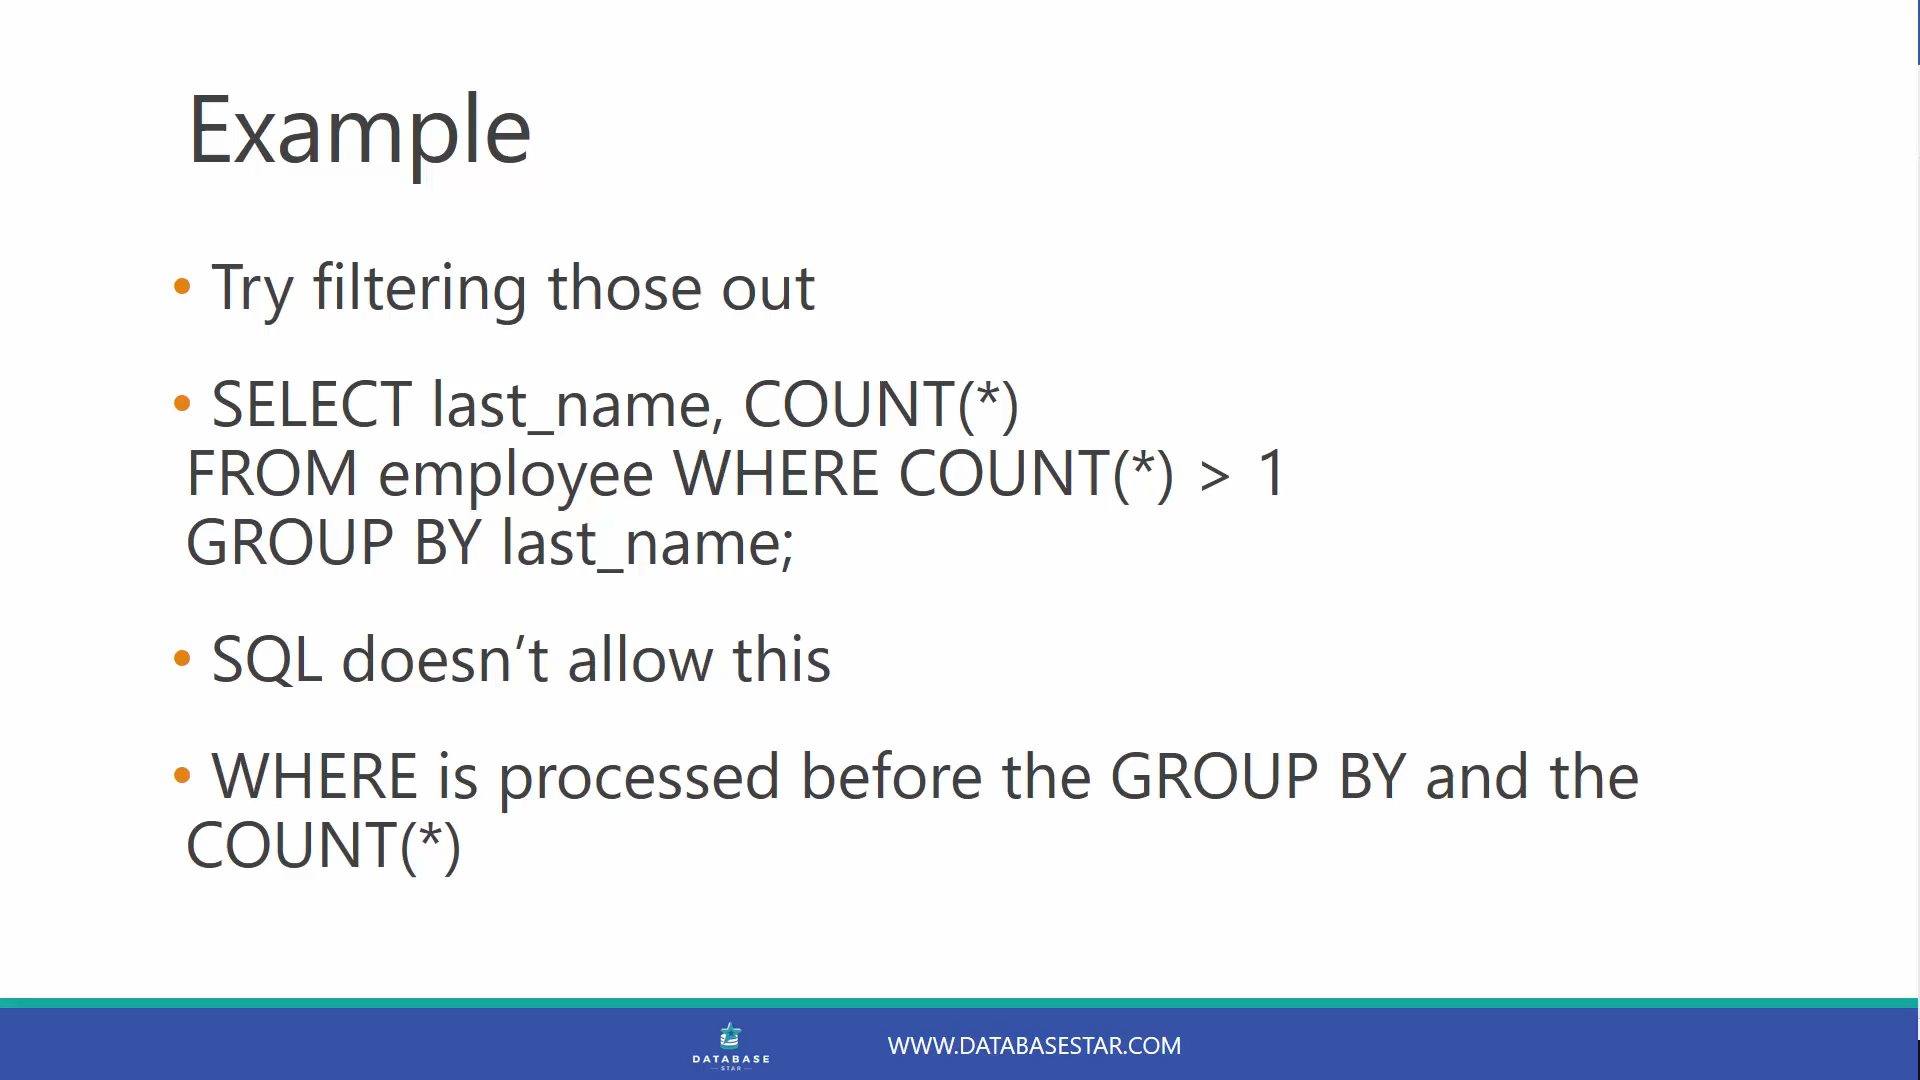 Example
• Try filtering those out
• SELECT last_name, COUNT(*)
FROM employee WHERE COUNT(*) > 1
GROUP BY last_name;
• SQL doesn’t allow this
• WHERE is processed before the GROUP BY and the
COUNT(*)
DATABASE
STAR
WWW.DATABASESTAR.COM